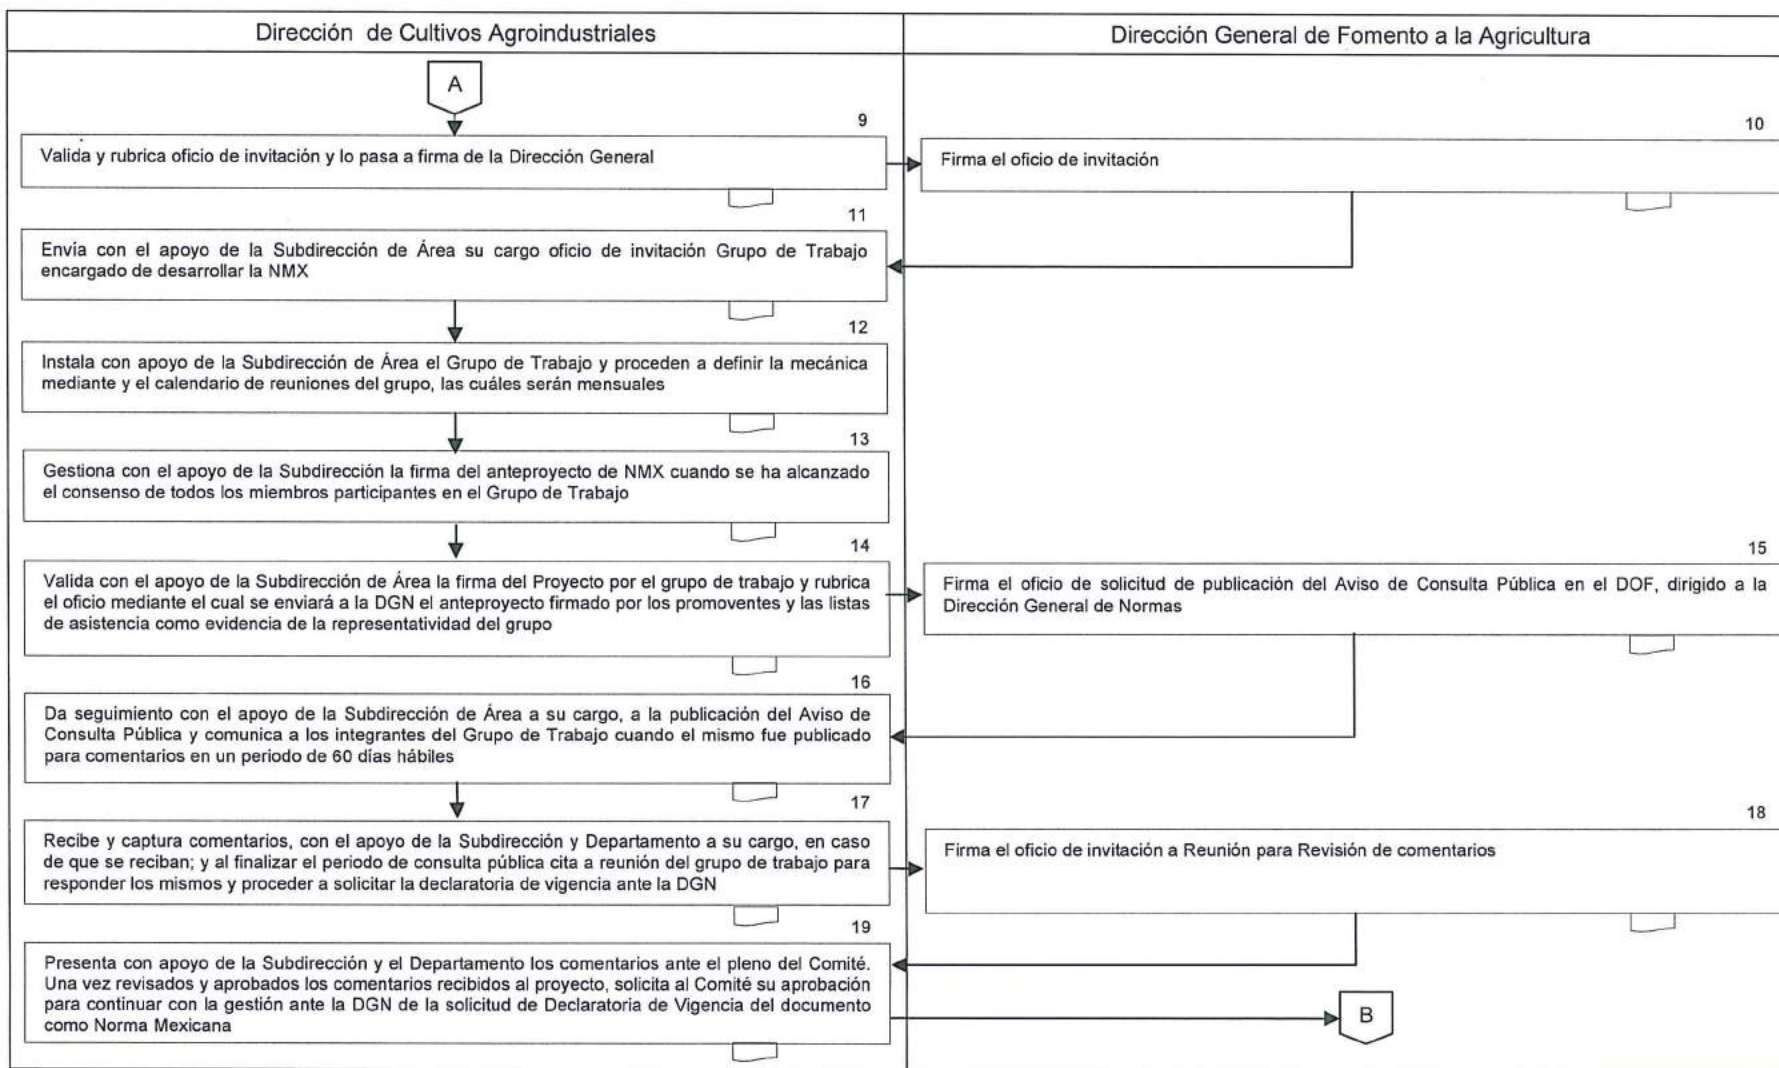 Dirección de Cultivos Agroindustriales
Dirección General de Fomento a la Agricultura
A
9
Valida y rubrica oficio de invitación y lo pasa a firma de la Dirección General
10
Firma el oficio de invitación
11
Envía con el apoyo de la Subdirección de Área su cargo oficio de invitación Grupo de Trabajo
encargado de desarrollar la NMX
12
Instala con apoyo de la Subdirección de Área el Grupo de Trabajo y proceden a definir la mecánica
mediante y el calendario de reuniones del grupo, las cuáles serán mensuales
13
Gestiona con el apoyo de la Subdirección la firma del anteproyecto de NMX cuando se ha alcanzado
el consenso de todos los miembros participantes en el Grupo de Trabajo
14
Valida con el apoyo de la Subdirección de Área la firma del Proyecto por el grupo de trabajo y rubrica
el oficio mediante el cual se enviará a la DGN el anteproyecto firmado por los promoventes y las listas
de asistencia como evidencia de la representatividad del grupo
15
Firma el oficio de solicitud de publicación del Aviso de Consulta Pública en el DOF, dirigido a la
Dirección General de Normas
16
Da seguimiento con el apoyo de la Subdirección de Área a su cargo, a la publicación del Aviso de
Consulta Pública y comunica a los integrantes del Grupo de Trabajo cuando el mismo fue publicado
para comentarios en un periodo de 60 días hábiles
17
Recibe y captura comentarios, con el apoyo de la Subdirección y Departamento a su cargo, en caso
de que se reciban; y al finalizar el periodo de consulta pública cita a reunión del grupo de trabajo para
responder los mismos y proceder a solicitar la declaratoria de vigencia ante la DGN
18
Firma el oficio de invitación a Reunión para Revisión de comentarios
19
Presenta con apoyo de la Subdirección y el Departamento los comentarios ante el pleno del Comité.
Una vez revisados y aprobados los comentarios recibidos al proyecto, solicita al Comité su aprobación
para continuar con la gestión ante la DGN de la solicitud de Declaratoria de Vigencia del documento
como Norma Mexicana
B